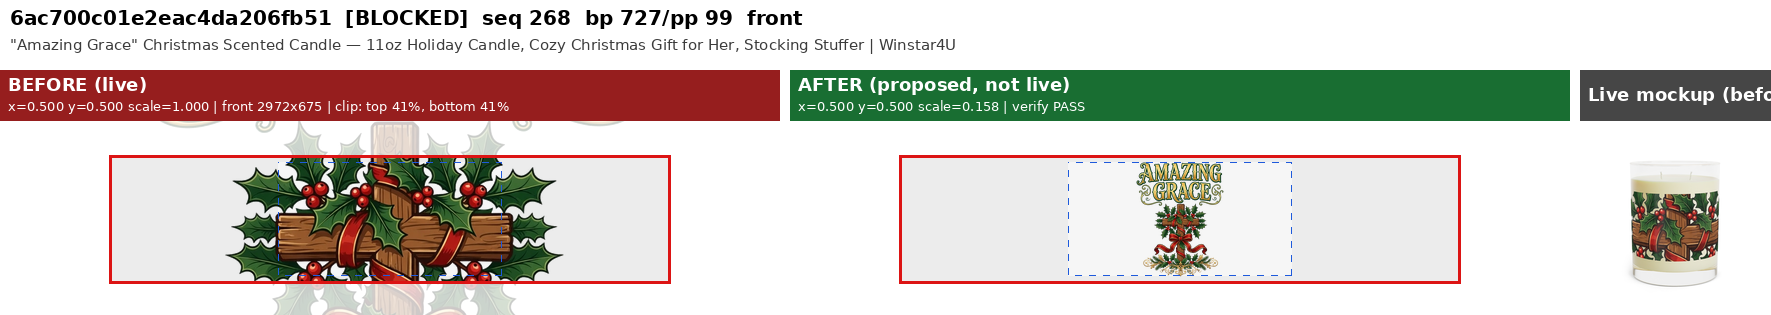 6ac700c01e2eac4da206fb51 [BLOCKED] seq 268 bp 727/pp 99 front
"Amazing Grace" Christmas Scented Candle — 11oz Holiday Candle, Cozy Christmas Gift for Her, Stocking Stuffer | Winstar4U
BEFORE (live)
x=0.500 y=0.500 scale=1.000 | front 2972x675 | clip: top 41%, bottom 41%
AFTER (proposed, not live)
x=0.500 y=0.500 scale=0.158 | verify PASS
Live mockup (befo
AMAZING
GRACE